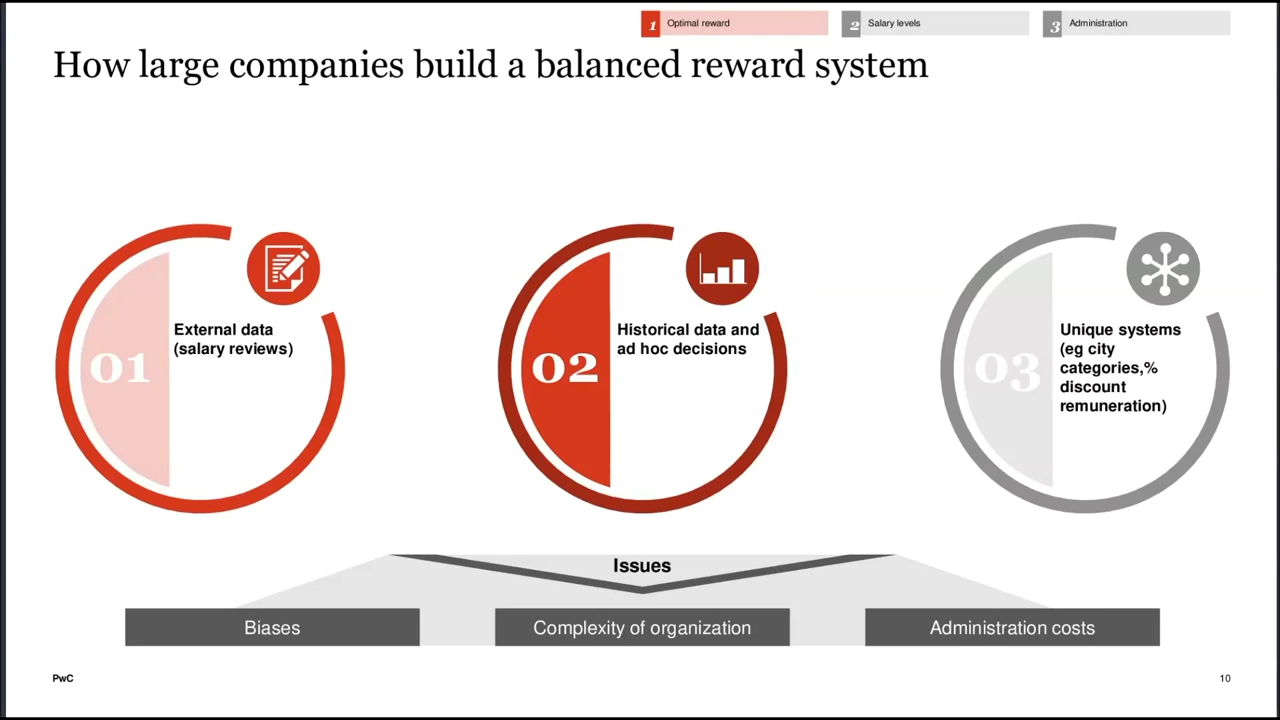 1 Optimal reward
2 Salary levels
3 Administration
How large companies build a balanced reward system
01
External data
(salary reviews)
02
Historical data and
ad hoc decisions
03
Unique systems
(eg city
categories,%
discount
remuneration)
Issues
Biases
Complexity of organization
Administration costs
PwC
10